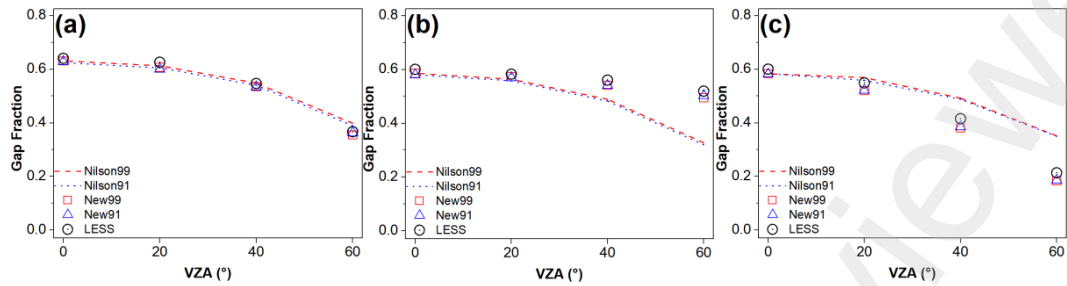 (a)
0.8
0.6
0.4
0.2
0.0
Gap Fraction
Nilson99
Nilson91
New99
New91
LESS
0 20 40 60
VZA (°)
(b)
0.8
0.6
0.4
0.2
0.0
Gap Fraction
Nilson99
Nilson91
New99
New91
LESS
0 20 40 60
VZA (°)
(c)
0.8
0.6
0.4
0.2
0.0
Gap Fraction
Nilson99
Nilson91
New99
New91
LESS
0 20 40 60
VZA (°)